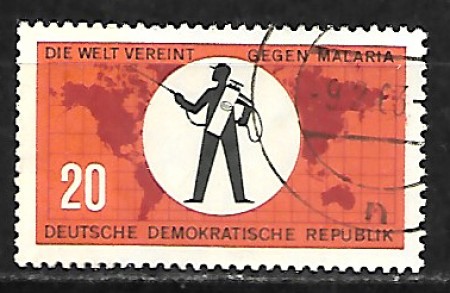 DIE WELT VEREINT GEGEN MALARIA
20
DEUTSCHE DEMOKRATISCHE REPUBLIK